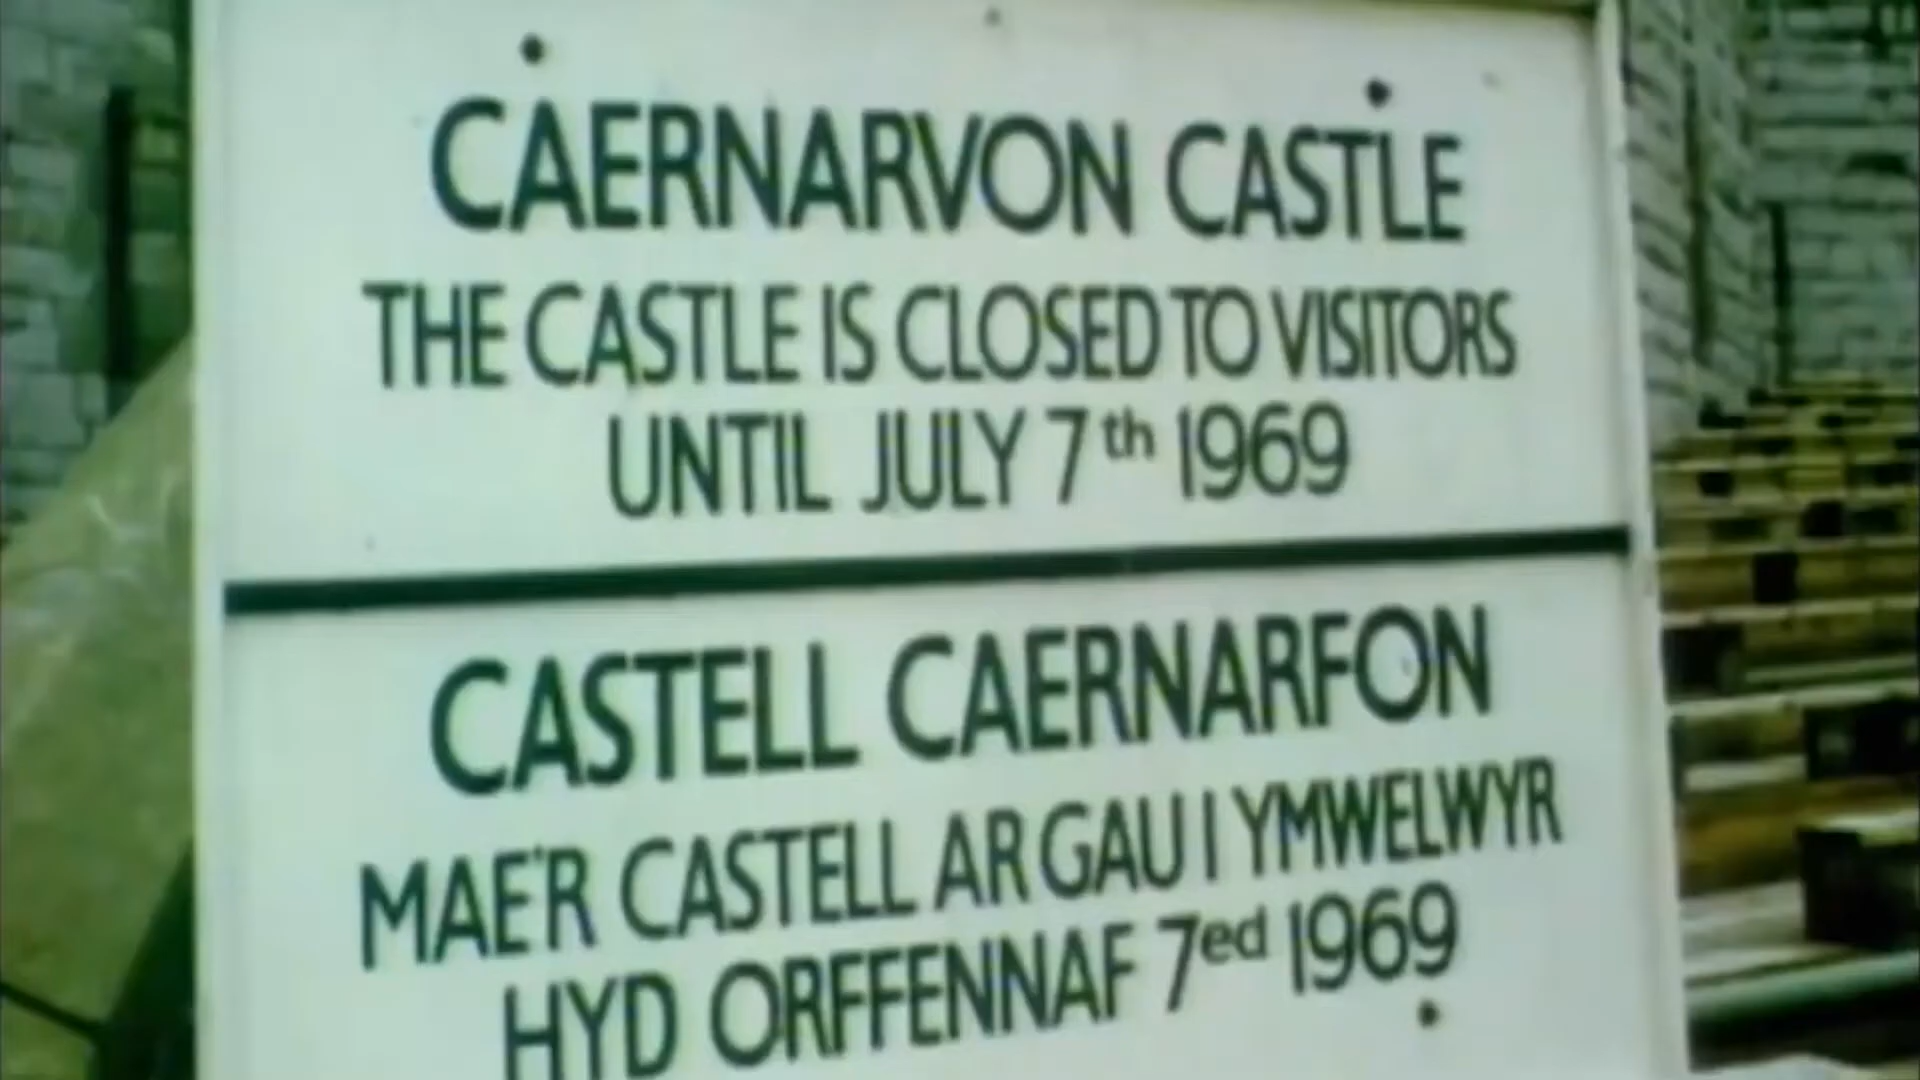 CAERNARVON CASTLE
THE CASTLE IS CLOSED TO VISITORS
UNTIL JULY 7th 1969
CASTELL CAERNARFON
MAE'R CASTELL AR GAU I YMWELWYR
HYD ORFFENNAF 7ed 1969